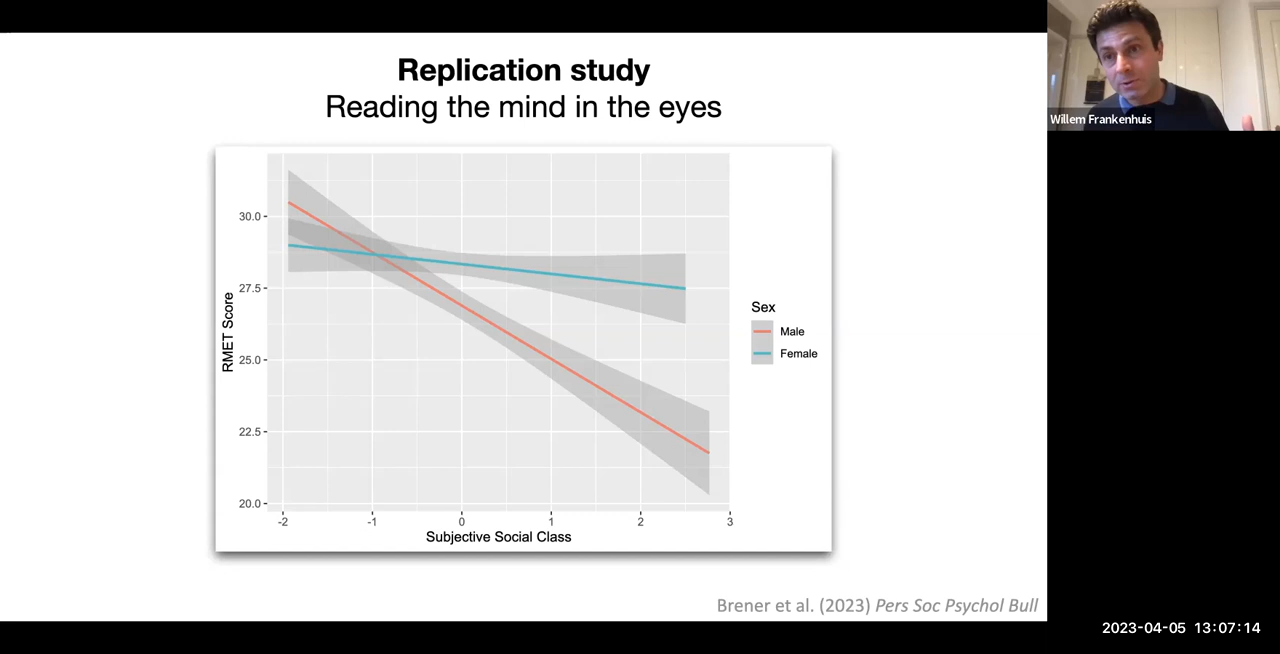 Replication study
Reading the mind in the eyes
Willem Frankenhuis
30.0
27.5
25.0
22.5
20.0
RMET Score
-2 -1 0 1 2 3
Subjective Social Class
Sex
Male
Female
Brener et al. (2023) Pers Soc Psychol Bull
2023-04-05 13:07:14